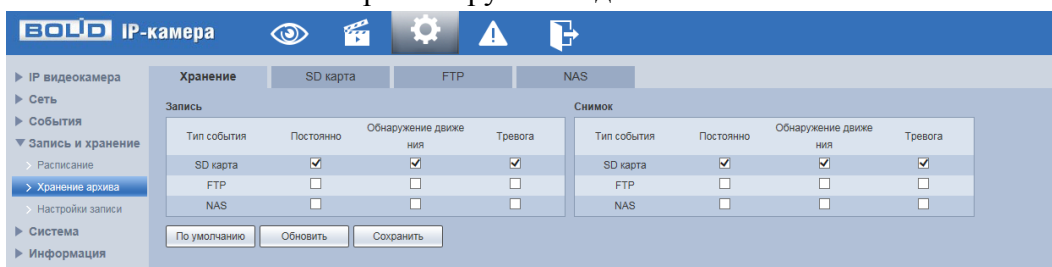 BOLID IP-камера
IP видеокамера
Сеть
События
Запись и хранение
Расписание
Хранение архива
Настройки записи
Система
Информация
Хранение SD карта FTP NAS
Запись
Тип события Постоянно Обнаружение движе
ния Тревога
SD карта
FTP
NAS
Снимок
Тип события Постоянно Обнаружение движе
ния Тревога
SD карта
FTP
NAS
По умолчанию Обновить Сохранить